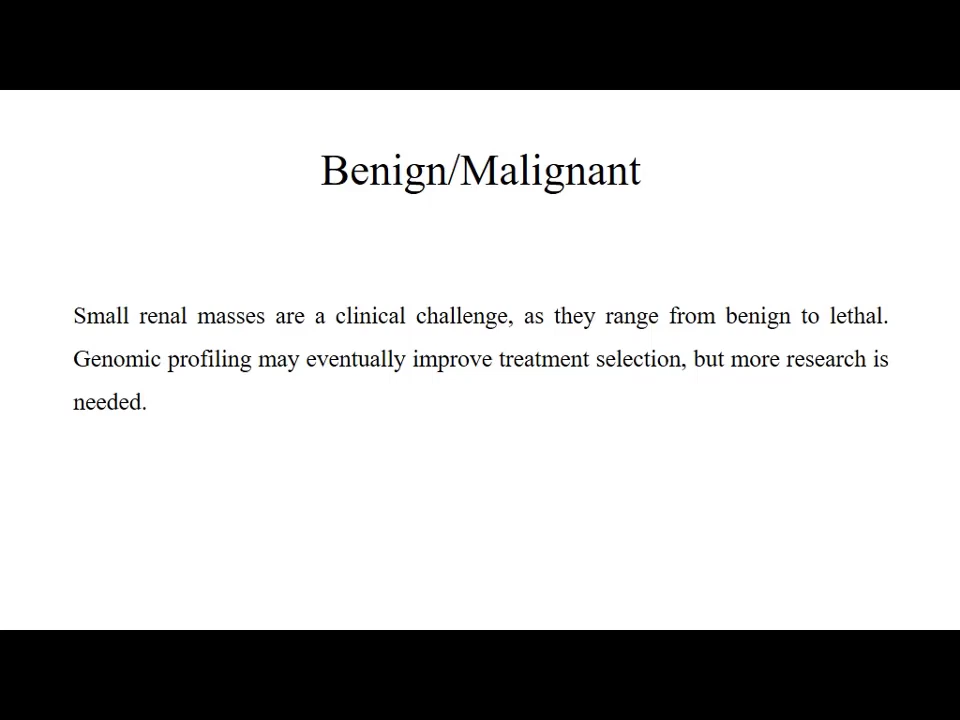 Benign/Malignant
Small renal masses are a clinical challenge, as they range from benign to lethal.
Genomic profiling may eventually improve treatment selection, but more research is
needed.